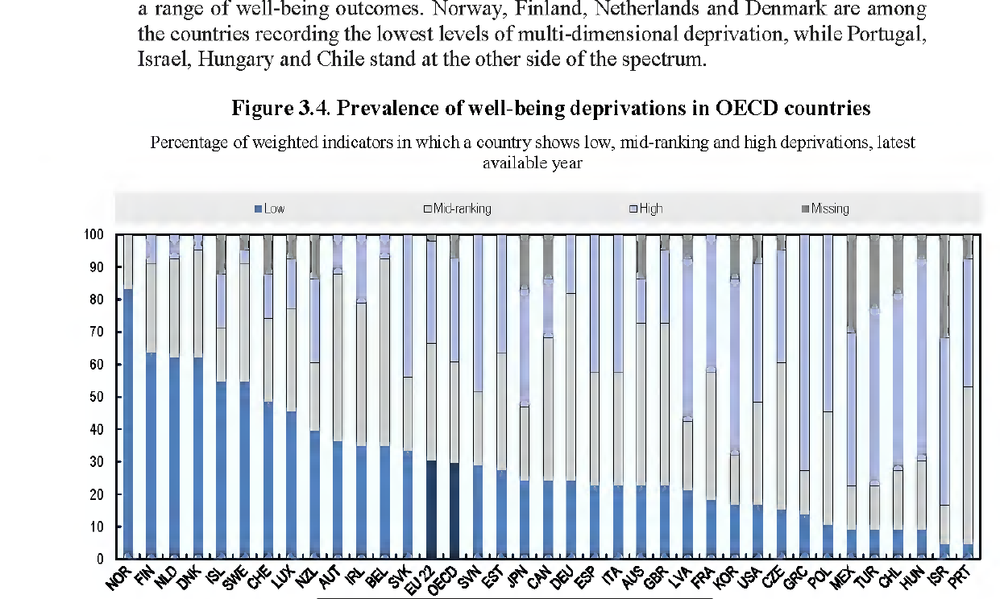 a range of well-being outcomes. Norway, Finland, Netherlands and Denmark are among
the countries recording the lowest levels of multi-dimensional deprivation, while Portugal,
Israel, Hungary and Chile stand at the other side of the spectrum.
Figure 3.4. Prevalence of well-being deprivations in OECD countries
Percentage of weighted indicators in which a country shows low, mid-ranking and high deprivations, latest
available year
Low Mid-ranking High Missing
100
90
80
70
60
50
40
30
20
10
0
NOR FIN NLD DNK ISL SWE CHE LUX NZL AUT IRL BEL SVK EU 22 OECD SVN EST JPN CAN DEU ESP ITA AUS GBR LVA FRA KOR USA CZE GRC POL MEX TUR CHL HUN ISR PRT